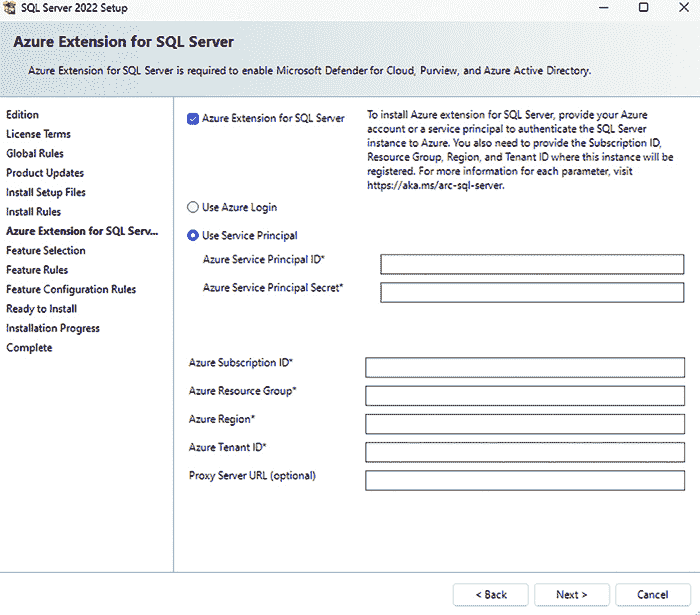 SQL Server 2022 Setup
Azure Extension for SQL Server
Azure Extension for SQL Server is required to enable Microsoft Defender for Cloud, Purview, and Azure Active Directory.
Edition
License Terms
Global Rules
Product Updates
Install Setup Files
Install Rules
Azure Extension for SQL Serv...
Feature Selection
Feature Rules
Feature Configuration Rules
Ready to Install
Installation Progress
Complete
Azure Extension for SQL Server
To install Azure extension for SQL Server, provide your Azure
account or a service principal to authenticate the SQL Server
instance to Azure. You also need to provide the Subscription ID,
Resource Group, Region, and Tenant ID where this instance will be
registered. For more information for each parameter, visit
https://aka.ms/arc-sql-server.
Use Azure Login
Use Service Principal
Azure Service Principal ID*
Azure Service Principal Secret*
Azure Subscription ID*
Azure Resource Group*
Azure Region*
Azure Tenant ID*
Proxy Server URL (optional)
< Back
Next >
Cancel